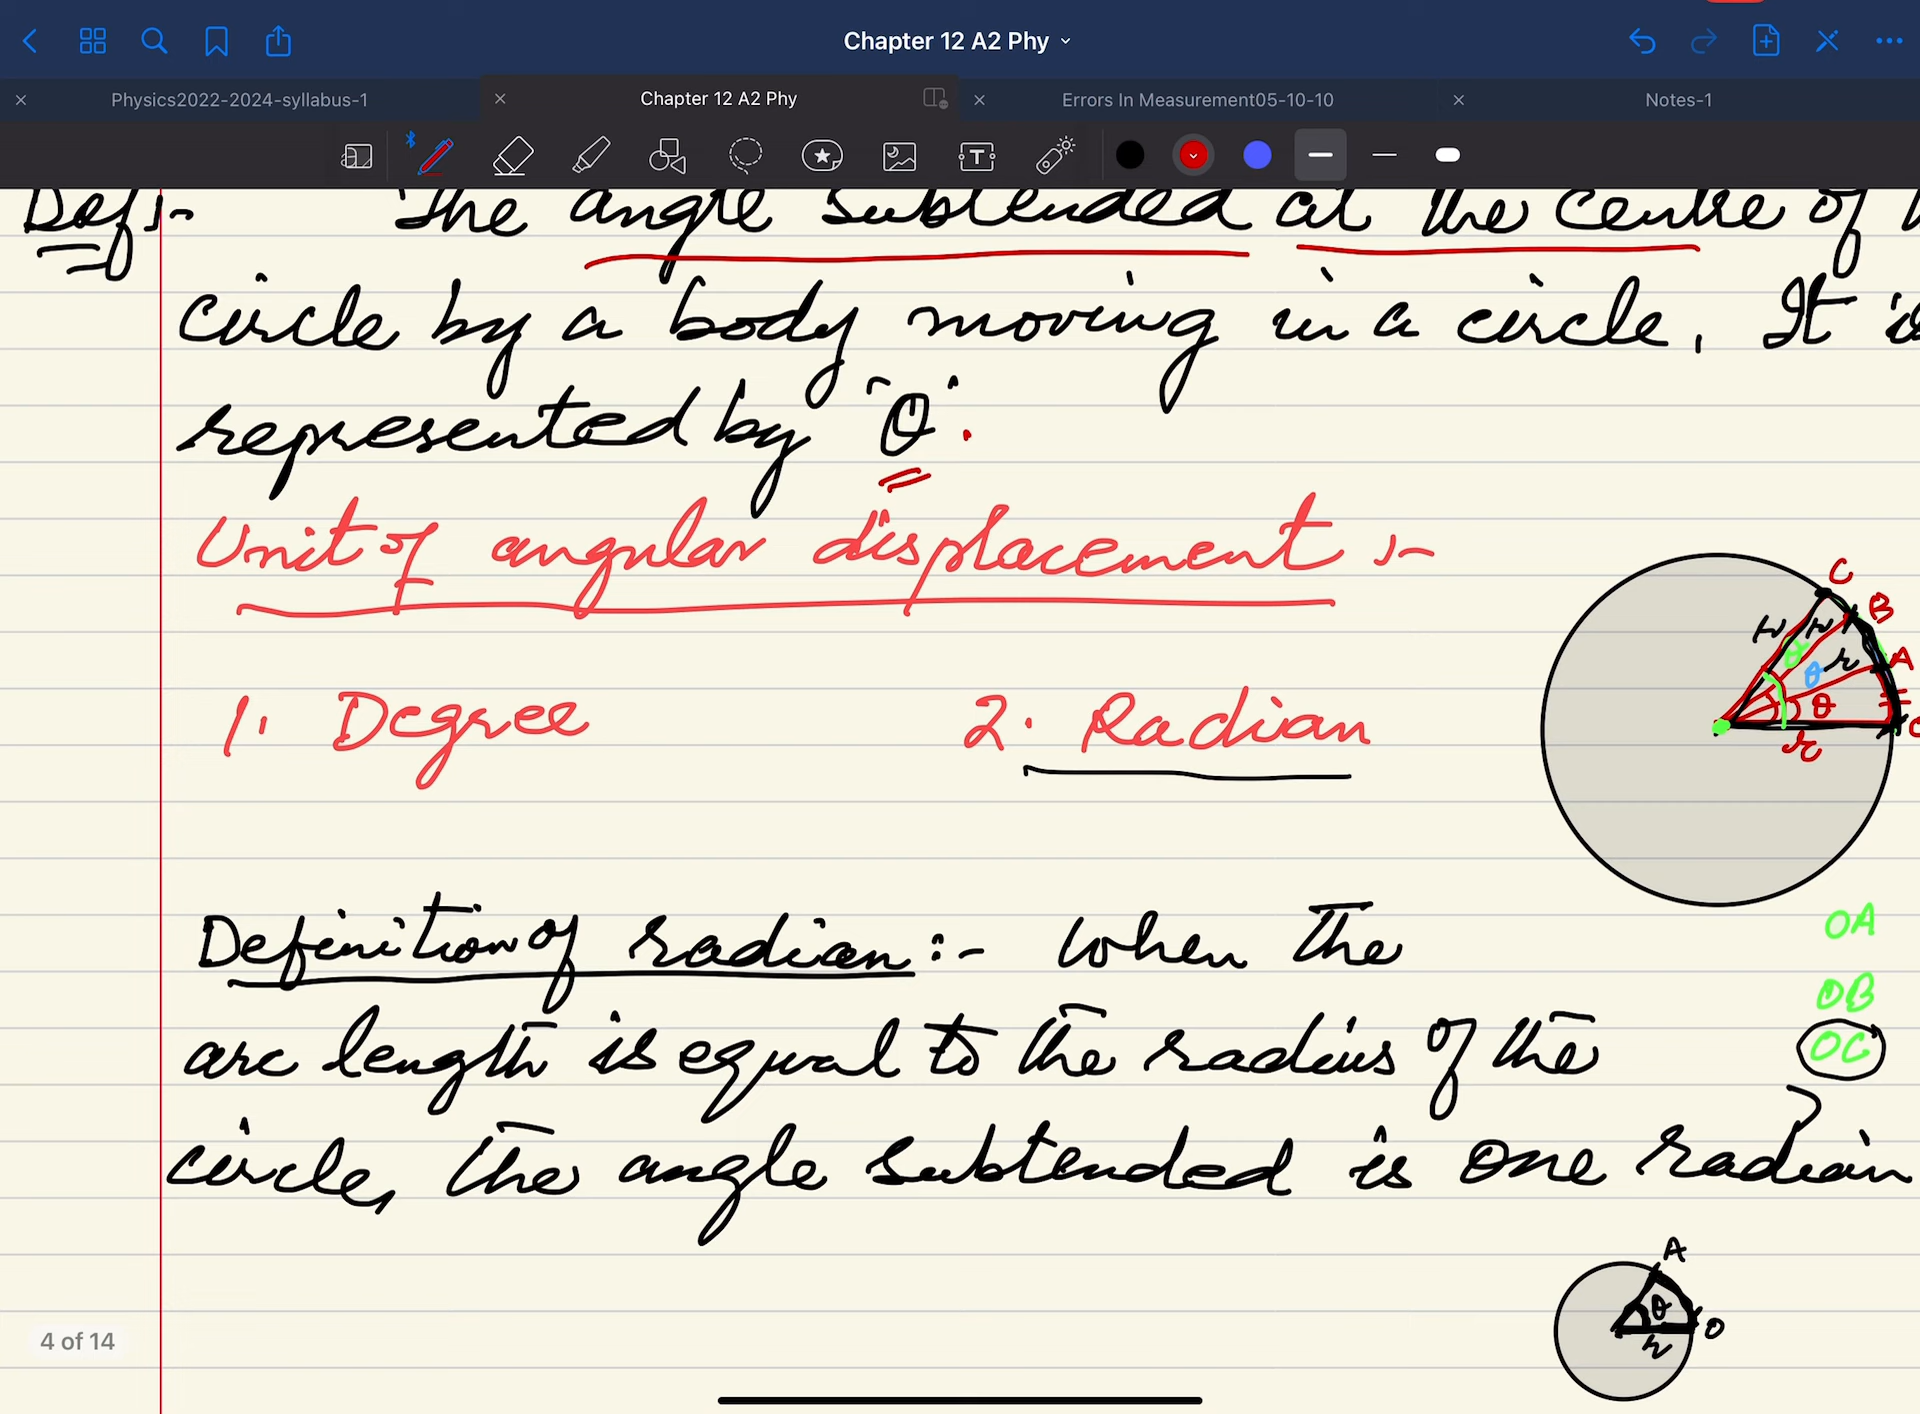 Chapter 12 A2 Phy
Physics2022-2024-syllabus-1
Chapter 12 A2 Phy
Errors In Measurement05-10-10
Notes-1
Def:- The angle subtended at the centre of
circle by a body moving in a circle. It is
represented by 'θ'.
Unit of angular displacement :-
1. Degree 2. Radian
C
B
r r
θ r A
θ
θ
r
OA
OB
OC
Definition of radian:- When the
arc length is equal to the radius of the
circle, the angle subtended is one radian
A
θ
O
r
4 of 14